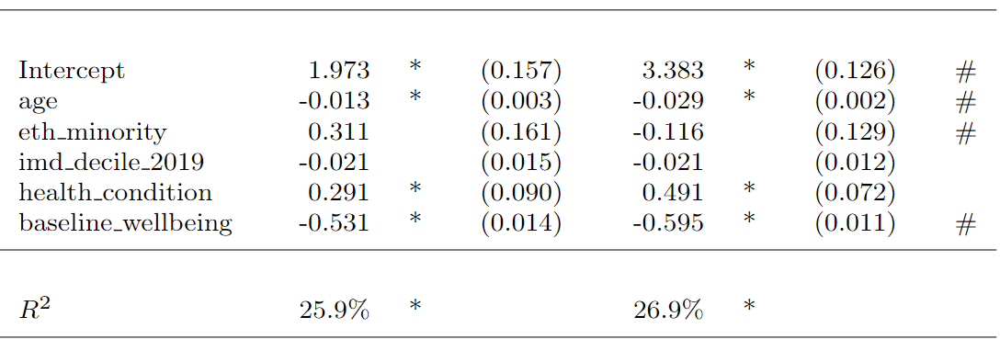 Intercept 1.973 * (0.157) 3.383 * (0.126) #
age -0.013 * (0.003) -0.029 * (0.002) #
eth_minority 0.311 (0.161) -0.116 (0.129) #
imd_decile_2019 -0.021 (0.015) -0.021 (0.012)
health_condition 0.291 * (0.090) 0.491 * (0.072)
baseline_wellbeing -0.531 * (0.014) -0.595 * (0.011) #
R² 25.9% * 26.9% *